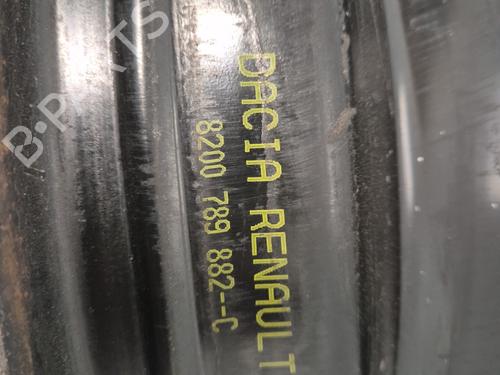 DACIA RENAULT
8200 789 882--C
B-PARTS